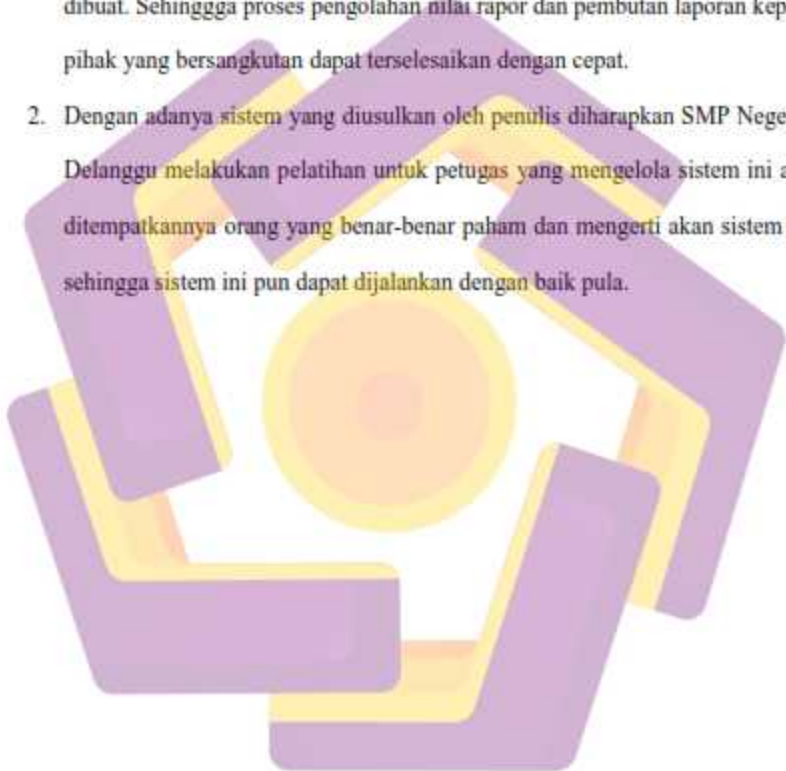 dibuat. Sehinggga proses pengolahan nilai rapor dan pembutan laporan kep
pihak yang bersangkutan dapat terselesaikan dengan cepat.
2. Dengan adanya sistem yang diusulkan oleh penulis diharapkan SMP Nege
Delanggu melakukan pelatihan untuk petugas yang mengelola sistem ini a
ditempatkannya orang yang benar-benar paham dan mengerti akan sistem
sehingga sistem ini pun dapat dijalankan dengan baik pula.